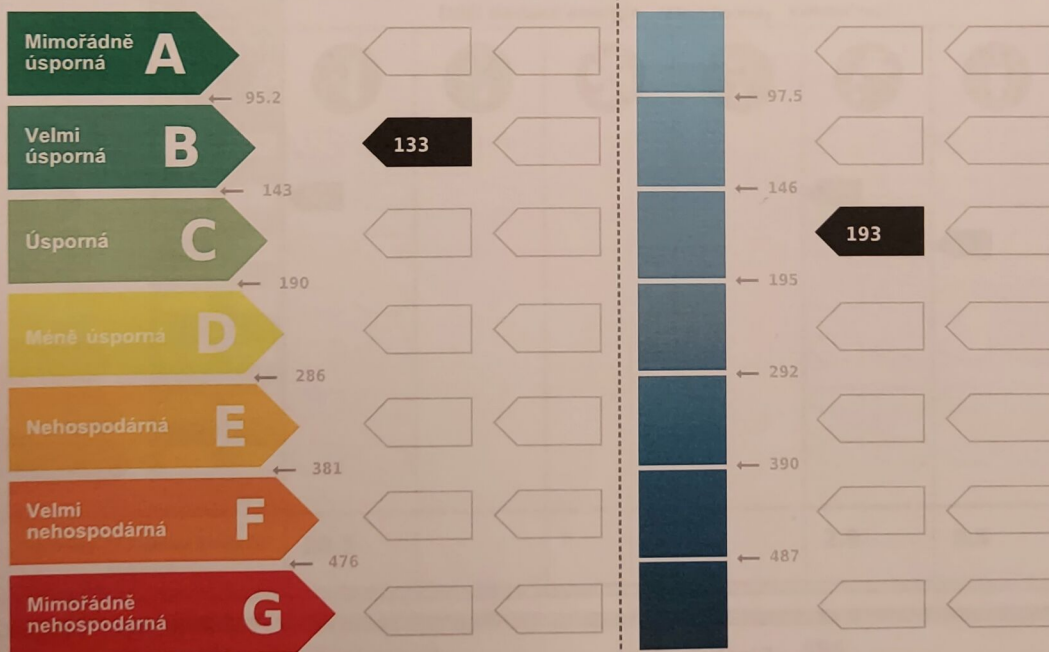 Mimořádně
úsporná
A
95.2
97.5
Velmi
úsporná
B
133
143
146
Úsporná
C
193
190
195
Méně úsporná
D
286
292
Nehospodárná
E
381
390
Velmi
nehospodárná
F
476
487
Mimořádně
nehospodárná
G